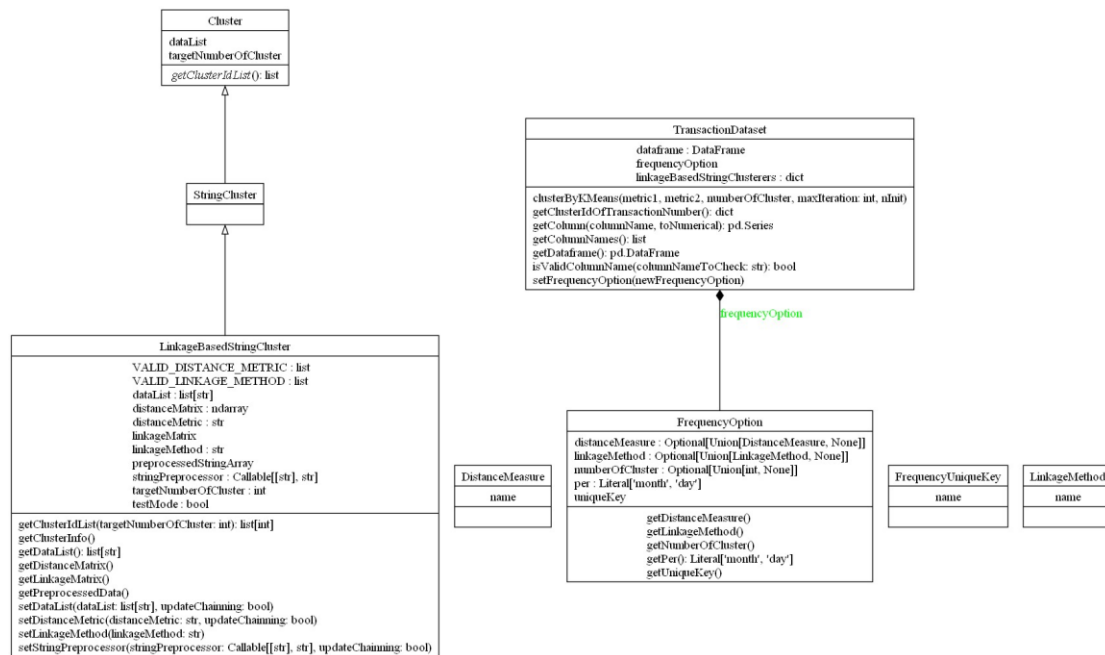 Cluster
dataList
targetNumberOfCluster
getClusterIdList(): list
StringCluster
LinkageBasedStringCluster
VALID_DISTANCE_METRIC : list
VALID_LINKAGE_METHOD : list
dataList : list[str]
distanceMatrix : ndarray
distanceMetric : str
linkageMatrix
linkageMethod : str
preprocessedStringArray
stringPreprocessor : Callable[[str], str]
targetNumberOfCluster : int
testMode : bool
getClusterIdList(targetNumberOfCluster: int): list[int]
getClusterInfo()
getDataList(): list[str]
getDistanceMatrix()
getLinkageMatrix()
getPreprocessedData()
setDataList(dataList: list[str], updateChainning: bool)
setDistanceMetric(distanceMetric: str, updateChainning: bool)
setLinkageMethod(linkageMethod: str)
setStringPreprocessor(stringPreprocessor: Callable[[str], str], updateChainning: bool)
DistanceMeasure
name
TransactionDataset
dataframe : DataFrame
frequencyOption
linkageBasedStringClusterers : dict
clusterByKMeans(metric1, metric2, numberOfCluster, maxIteration: int, nInit)
getClusterIdOfTransactionNumber(): dict
getColumn(columnName, toNumerical): pd.Series
getColumnNames(): list
getDataframe(): pd.DataFrame
isValidColumnName(columnNameToCheck: str): bool
setFrequencyOption(newFrequencyOption)
frequencyOption
FrequencyOption
distanceMeasure : Optional[Union[DistanceMeasure, None]]
linkageMethod : Optional[Union[LinkageMethod, None]]
numberOfCluster : Optional[Union[int, None]]
per : Literal['month', 'day']
uniqueKey
getDistanceMeasure()
getLinkageMethod()
getNumberOfCluster()
getPer(): Literal['month', 'day']
getUniqueKey()
FrequencyUniqueKey
name
LinkageMethod
name